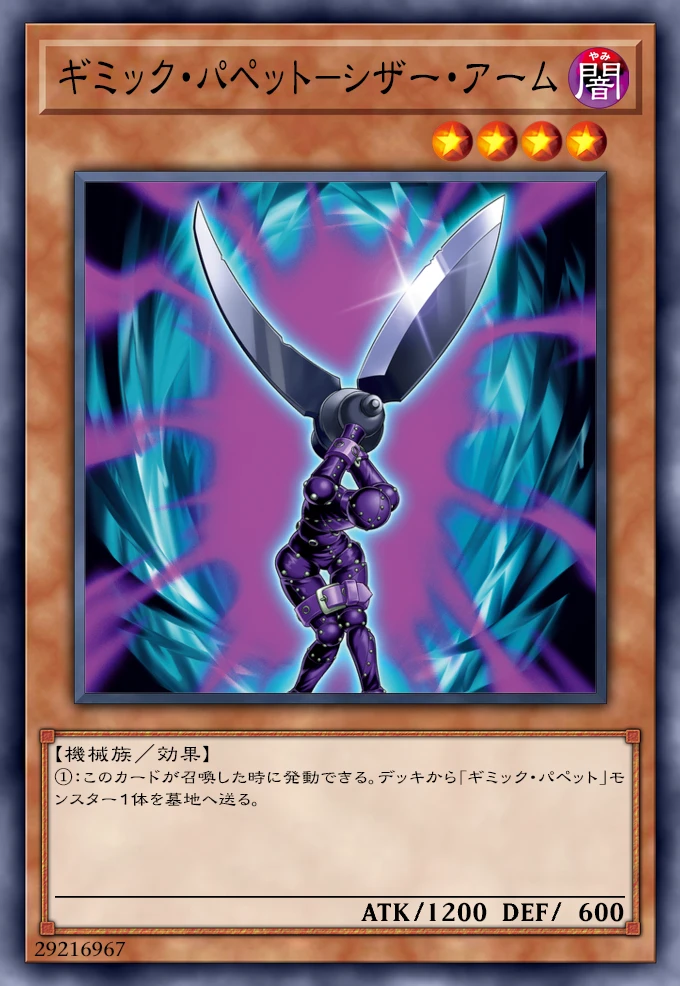 ギミック・パペット-シザー・アーム
やみ
闇
【機械族/効果】
①:このカードが召喚した時に発動できる。デッキから「ギミック・パペット」モ
ンスター1体を墓地へ送る。
ATK/1200 DEF/ 600
29216967